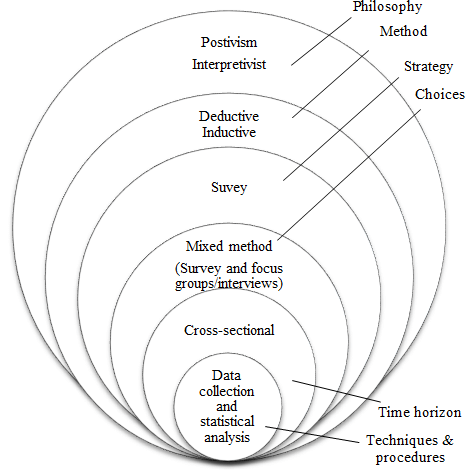 Philosophy
Postivism
Interpretivist
Method
Strategy
Choices
Deductive
Inductive
Suvey
Mixed method
(Survey and focus
groups/interviews)
Cross-sectional
Data
collection
and
statistical
analysis
Time horizon
Techniques &
procedures